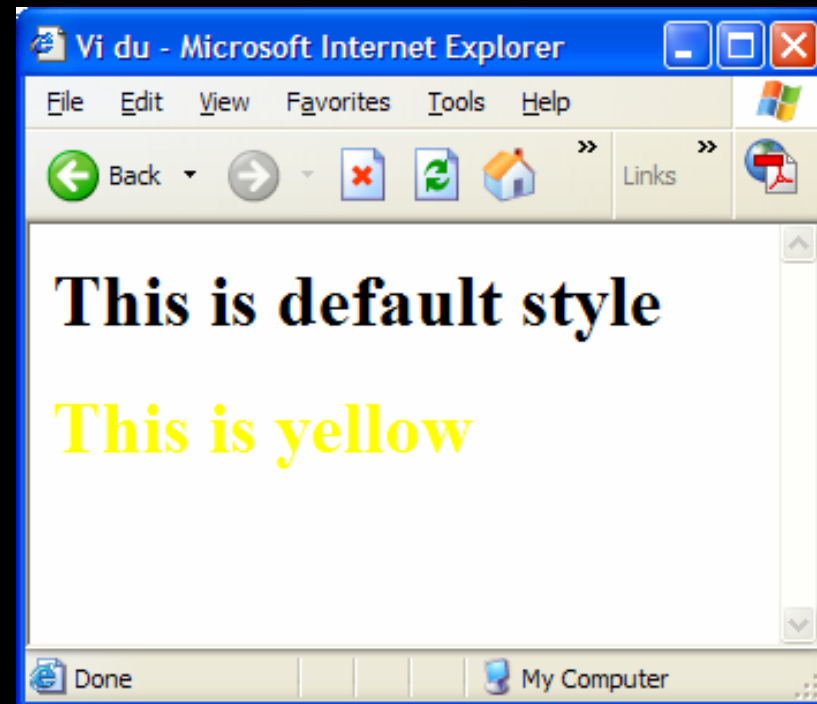 Vi du - Microsoft Internet Explorer
File Edit View Favorites Tools Help
Back » Links »
This is default style
This is yellow
Done My Computer